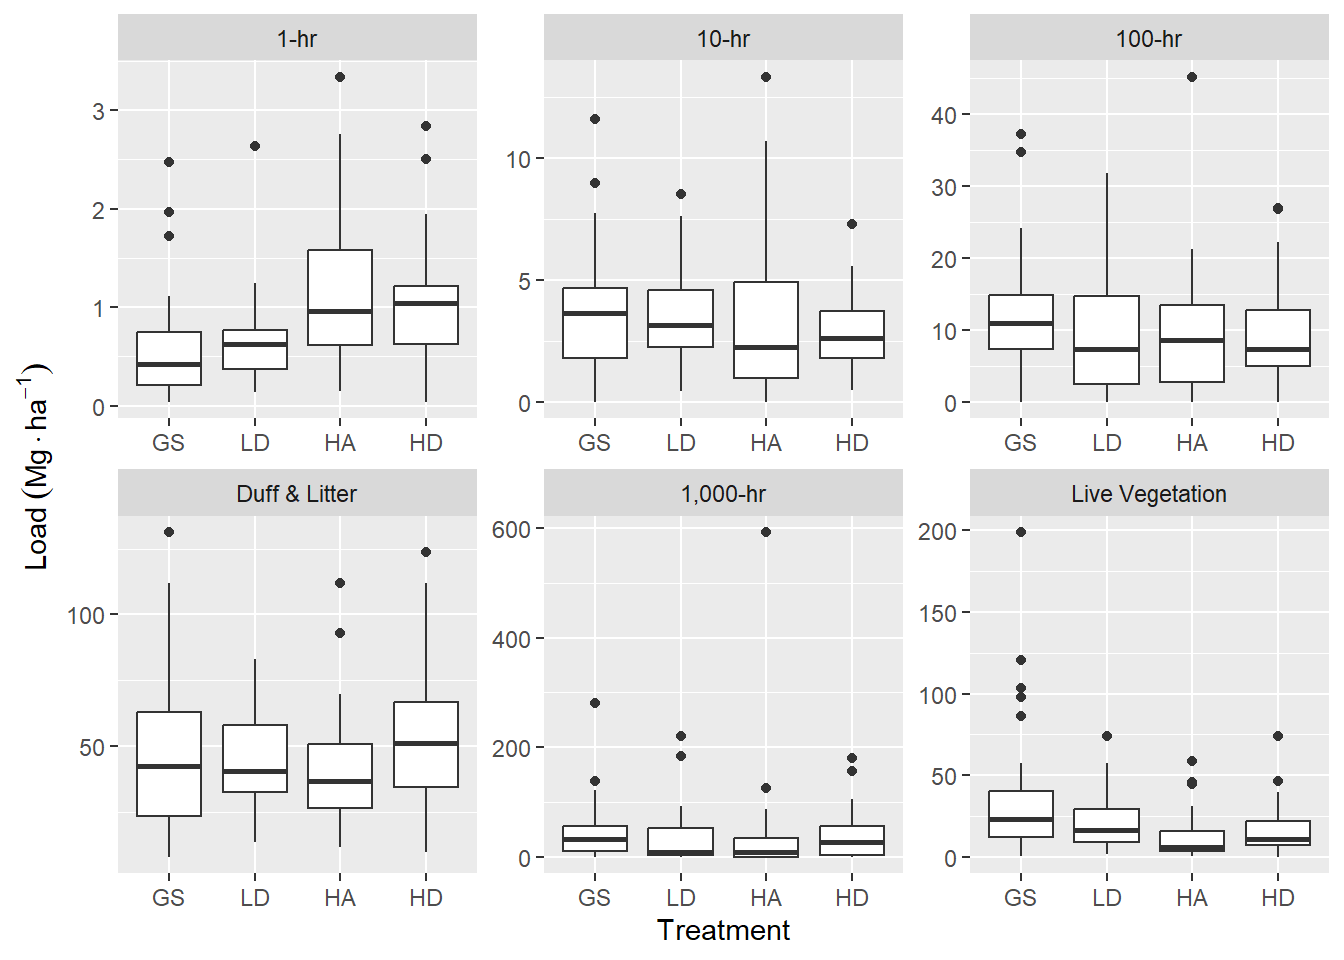 1-hr
10-hr
100-hr
3
2
1
0
10
5
0
40
30
20
10
0
GS LD HA HD
GS LD HA HD
GS LD HA HD
Duff & Litter
1,000-hr
Live Vegetation
100
50
600
400
200
0
200
150
100
50
0
GS LD HA HD
GS LD HA HD
GS LD HA HD
Load (Mg · ha⁻¹)
Treatment